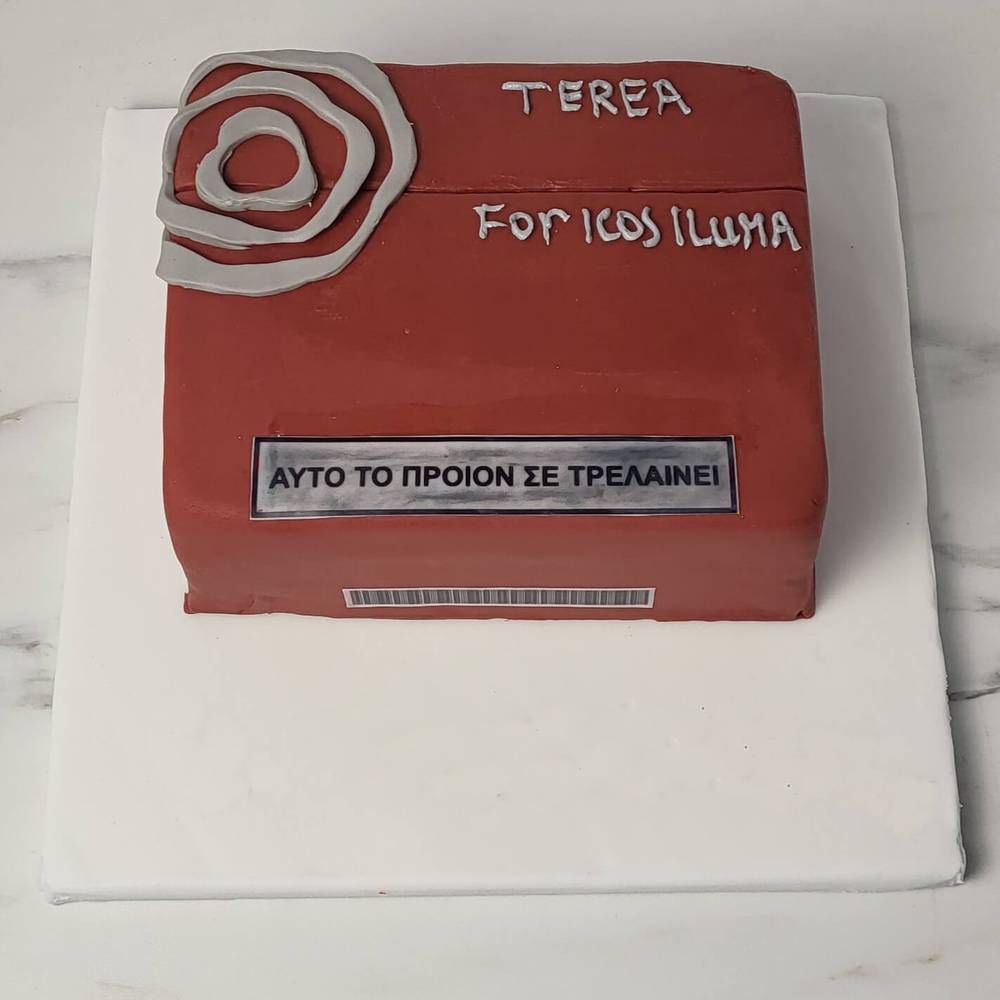 TEREA
For ICOS ILUMA
ΑΥΤΟ ΤΟ ΠΡΟΙΟΝ ΣΕ ΤΡΕΛΑΙΝΕΙ